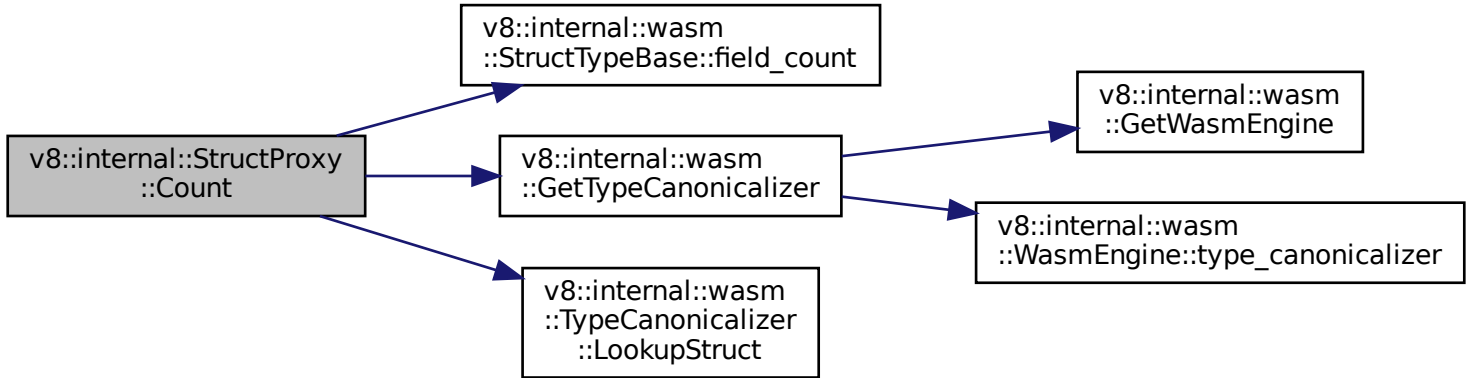 v8::internal::StructProxy
::Count
v8::internal::wasm
::StructTypeBase::field_count
v8::internal::wasm
::GetTypeCanonicalizer
v8::internal::wasm
::TypeCanonicalizer
::LookupStruct
v8::internal::wasm
::GetWasmEngine
v8::internal::wasm
::WasmEngine::type_canonicalizer